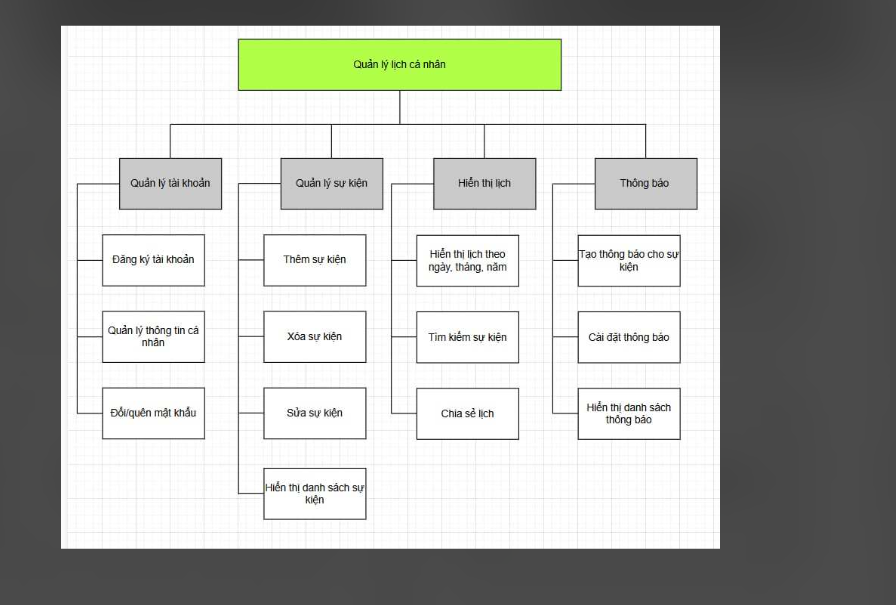 Quản lý lịch cá nhân
Quản lý tài khoản
Quản lý sự kiện
Hiển thị lịch
Thông báo
Đăng ký tài khoản
Thêm sự kiện
Hiển thị lịch theo
ngày, tháng, năm
Tạo thông báo cho sự
kiện
Quản lý thông tin cá
nhân
Xóa sự kiện
Tìm kiếm sự kiện
Cài đặt thông báo
Đổi/quên mật khẩu
Sửa sự kiện
Chia sẻ lịch
Hiển danh sách
thông báo
Hiển thị danh sách sự
kiện